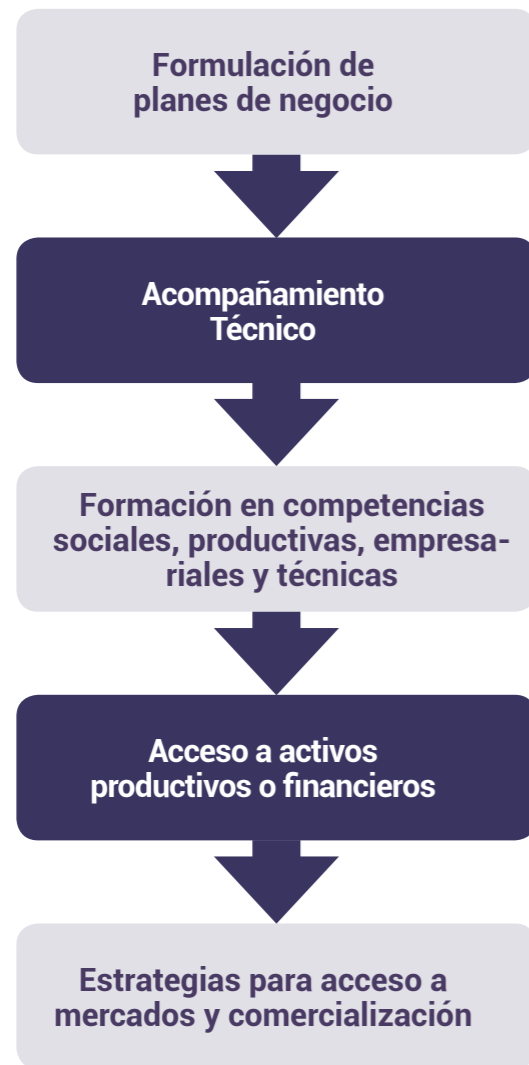 Formulación de
planes de negocio
Acompañamiento
Técnico
Formación en competencias
sociales, productivas, empresa-
riales y técnicas
Acceso a activos
productivos o financieros
Estrategias para acceso a
mercados y comercialización